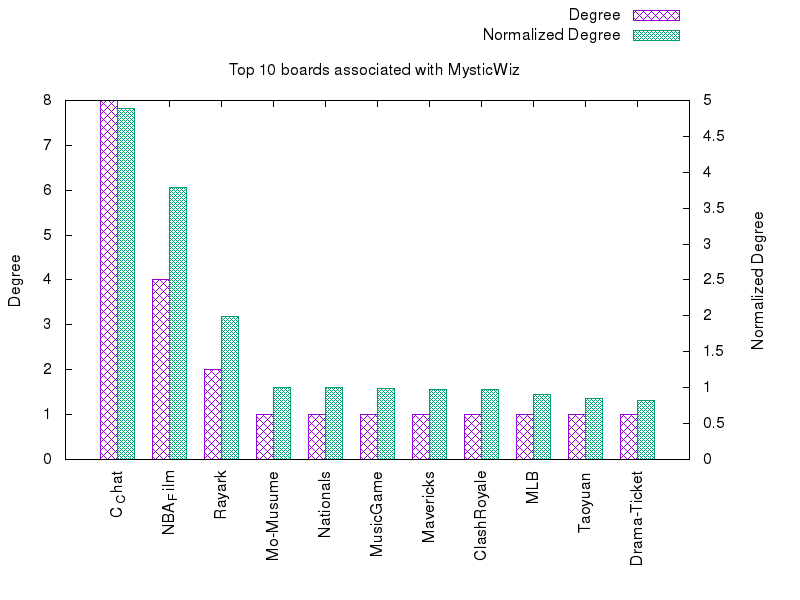 Degree
Normalized Degree
Top 10 boards associated with MysticWiz
8
7
6
5
4
3
2
1
0
5
4.5
4
3.5
3
2.5
2
1.5
1
0.5
0
Degree
Normalized Degree
C_Chat
NBA_Film
Rayark
Mo-Musume
Nationals
MusicGame
Mavericks
ClashRoyale
MLB
Taoyuan
Drama-Ticket